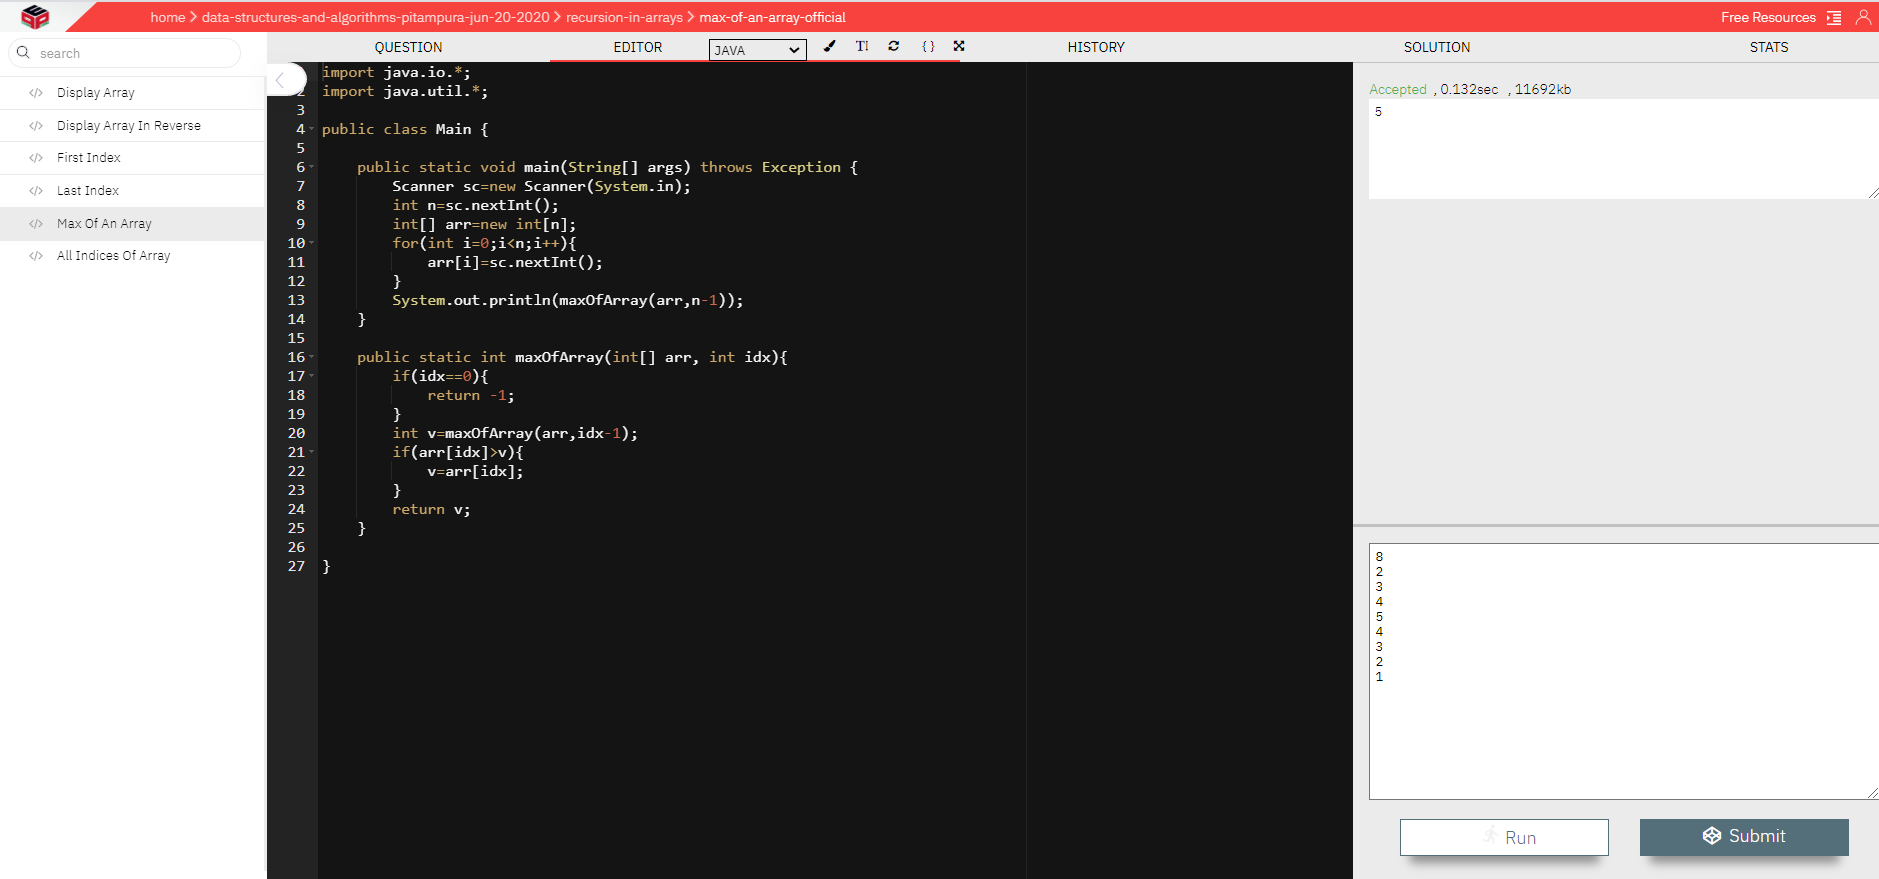 home > data-structures-and-algorithms-pitampura-jun-20-2020 > recursion-in-arrays > max-of-an-array-official
Free Resources
search
Display Array
Display Array In Reverse
First Index
Last Index
Max Of An Array
All Indices Of Array
QUESTION EDITOR JAVA TI { } HISTORY SOLUTION STATS
import java.io.*;
2 import java.util.*;
3
4 public class Main {
5
6     public static void main(String[] args) throws Exception {
7         Scanner sc=new Scanner(System.in);
8         int n=sc.nextInt();
9         int[] arr=new int[n];
10         for(int i=0;i<n;i++){
11             arr[i]=sc.nextInt();
12         }
13         System.out.println(maxOfArray(arr,n-1));
14     }
15
16     public static int maxOfArray(int[] arr, int idx){
17         if(idx==0){
18             return -1;
19         }
20         int v=maxOfArray(arr,idx-1);
21         if(arr[idx]>v){
22             v=arr[idx];
23         }
24         return v;
25     }
26
27 }
Accepted , 0.132sec , 11692kb
5
8
2
3
4
5
4
3
2
1
Run
Submit